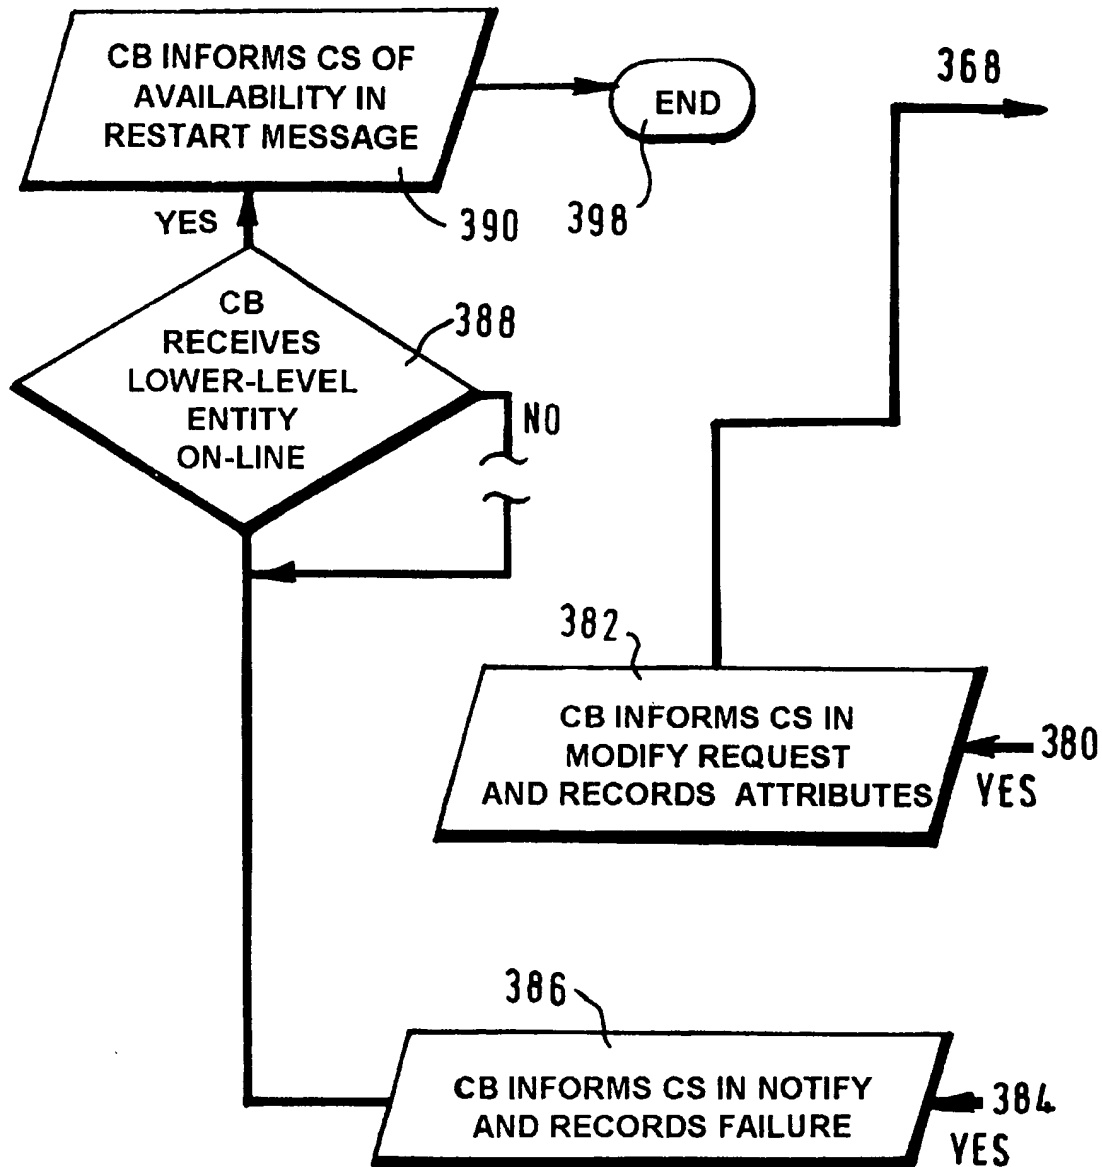 CB INFORMS CS OF
AVAILABILITY IN
RESTART MESSAGE
390
END
398
368
YES
CB
RECEIVES
LOWER-LEVEL
ENTITY
ON-LINE
388
NO
382
CB INFORMS CS IN
MODIFY REQUEST
AND RECORDS ATTRIBUTES
380
YES
386
CB INFORMS CS IN NOTIFY
AND RECORDS FAILURE
384
YES